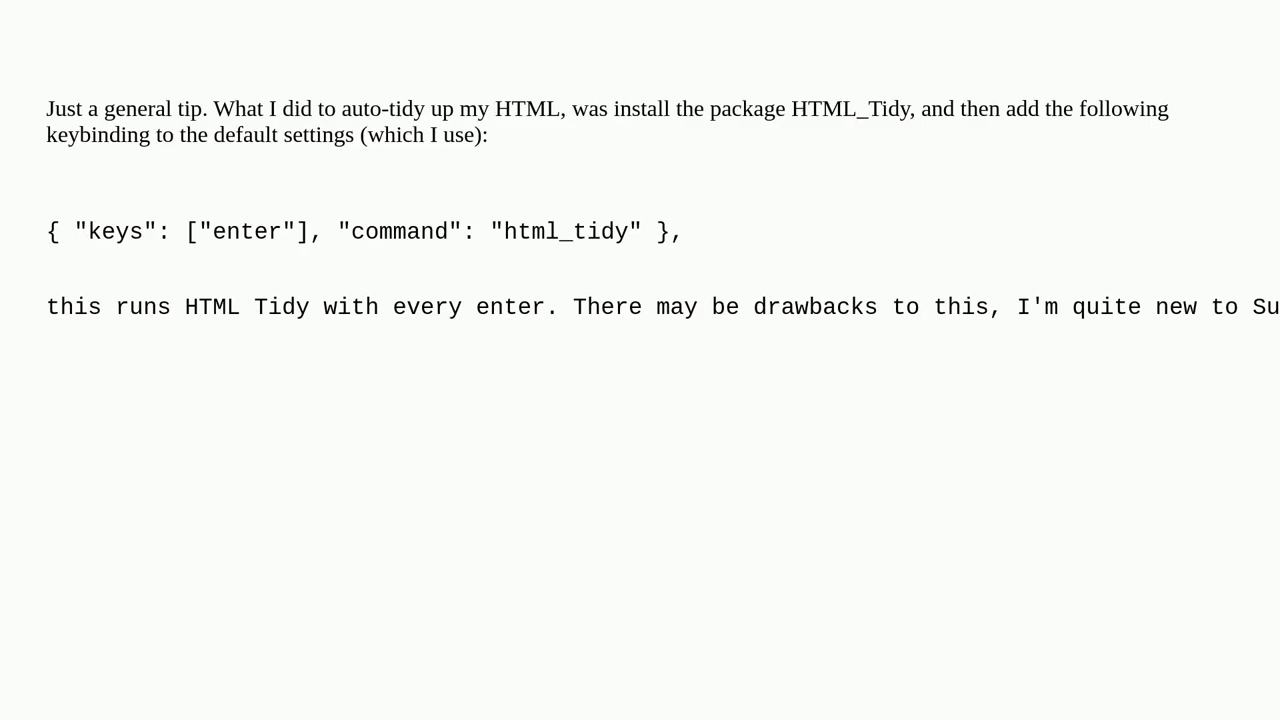 Just a general tip. What I did to auto-tidy up my HTML, was install the package HTML_Tidy, and then add the following
keybinding to the default settings (which I use):
{ "keys": ["enter"], "command": "html_tidy" },
this runs HTML Tidy with every enter. There may be drawbacks to this, I'm quite new to Su